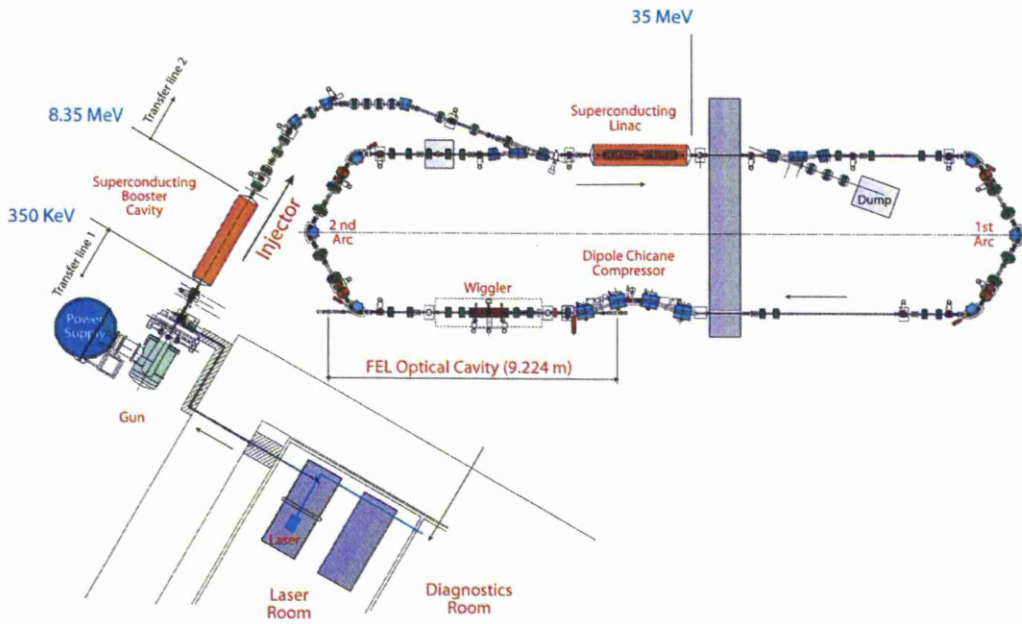 35 MeV
Transfer line 2
8.35 MeV
Superconducting
Linac
Superconducting
Booster
Cavity
Injector
Dump
350 KeV
2 nd
Arc
1st
Arc
Transfer line 1
Dipole Chicane
Compressor
Wiggler
Power
Supply
FEL Optical Cavity (9.224 m)
Gun
Laser
Laser
Room
Diagnostics
Room